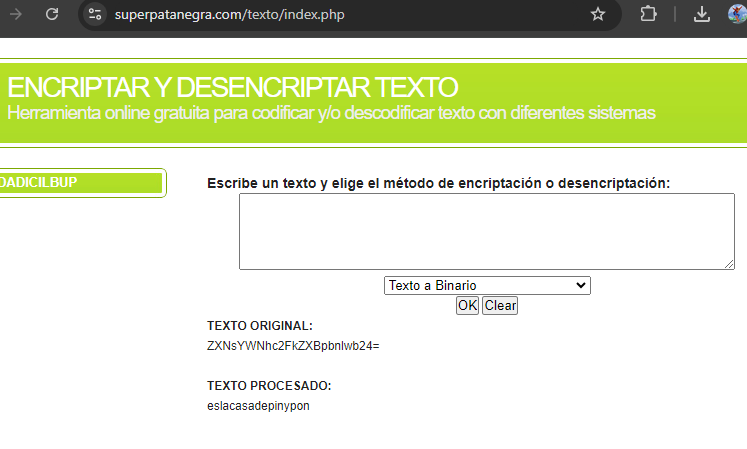 superpatanegra.com/texto/index.php
ENCRIPTAR Y DESENCRIPTAR TEXTO
Herramienta online gratuita para codificar y/o descodificar texto con diferentes sistemas
DADICILBUP
Escribe un texto y elige el método de encriptación o desencriptación:
Texto a Binario
OK Clear
TEXTO ORIGINAL:
ZXNsYWNhc2FkZXBpbnlwb24=
TEXTO PROCESADO:
eslacasadepinypon